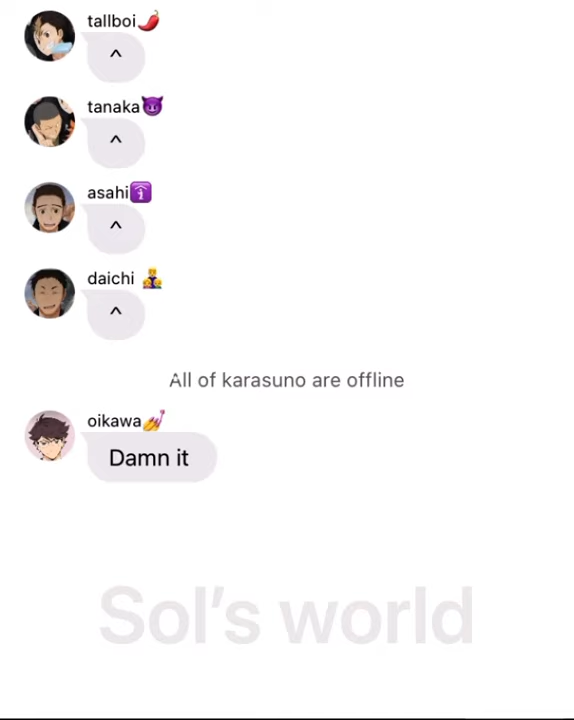 tallboi🌶️
^
tanaka😈
^
asahi🛐
^
daichi 👨‍👧‍👦
^
All of karasuno are offline
oikawa💅
Damn it
Sol's world